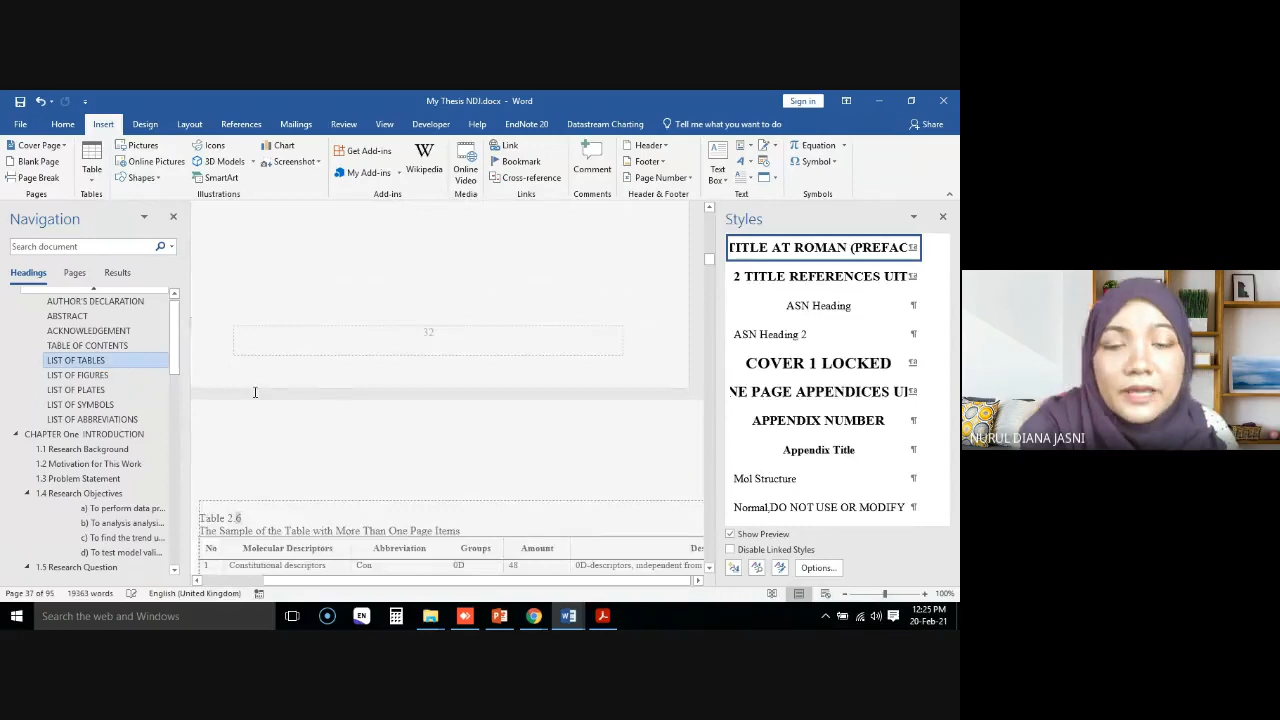 My Thesis NDJ.docx - Word
Sign in
File Home Insert Design Layout References Mailings Review View Developer Help EndNote 20 Datastream Charting Tell me what you want to do Share
Cover Page
Blank Page
Page Break
Pages
Table
Tables
Pictures
Online Pictures
Shapes
Icons
3D Models
SmartArt
Chart
Screenshot
Illustrations
Get Add-ins
My Add-ins
Wikipedia
Add-ins
Online Video
Media
Link
Bookmark
Cross-reference
Links
Comment
Comments
Header
Footer
Page Number
Header & Footer
Text Box
Text
Equation
Symbol
Symbols
Navigation
Search document
Headings Pages Results
AUTHOR'S DECLARATION
ABSTRACT
ACKNOWLEDGEMENT
TABLE OF CONTENTS
LIST OF TABLES
LIST OF FIGURES
LIST OF PLATES
LIST OF SYMBOLS
LIST OF ABBREVATIONS
CHAPTER One INTRODUCTION
1.1 Research Background
1.2 Motivation for This Work
1.3 Problem Statement
1.4 Research Objectives
a) To perform data pr...
b) To analysis analysi...
c) To find the trend u...
d) To test model vali...
1.5 Research Question
32
Table 2.6
The Sample of the Table with More Than One Page Items
No Molecular Descriptors Abbreviation Groups Amount Des
1 Constitutional descriptors Con 0D 48 0D-descriptors, independent from
Styles
TITLE AT ROMAN (PREFAC
2 TITLE REFERENCES UIT
ASN Heading
ASN Heading 2
COVER 1 LOCKED
NE PAGE APPENDICES UI
APPENDIX NUMBER
Appendix Title
Mol Structure
Normal,DO NOT USE OR MODIFY
Show Preview
Disable Linked Styles
Options...
Page 37 of 95 19363 words English (United Kingdom) 100%
Search the web and Windows
EN
12:25 PM
20-Feb-21
NURUL DIANA JASNI